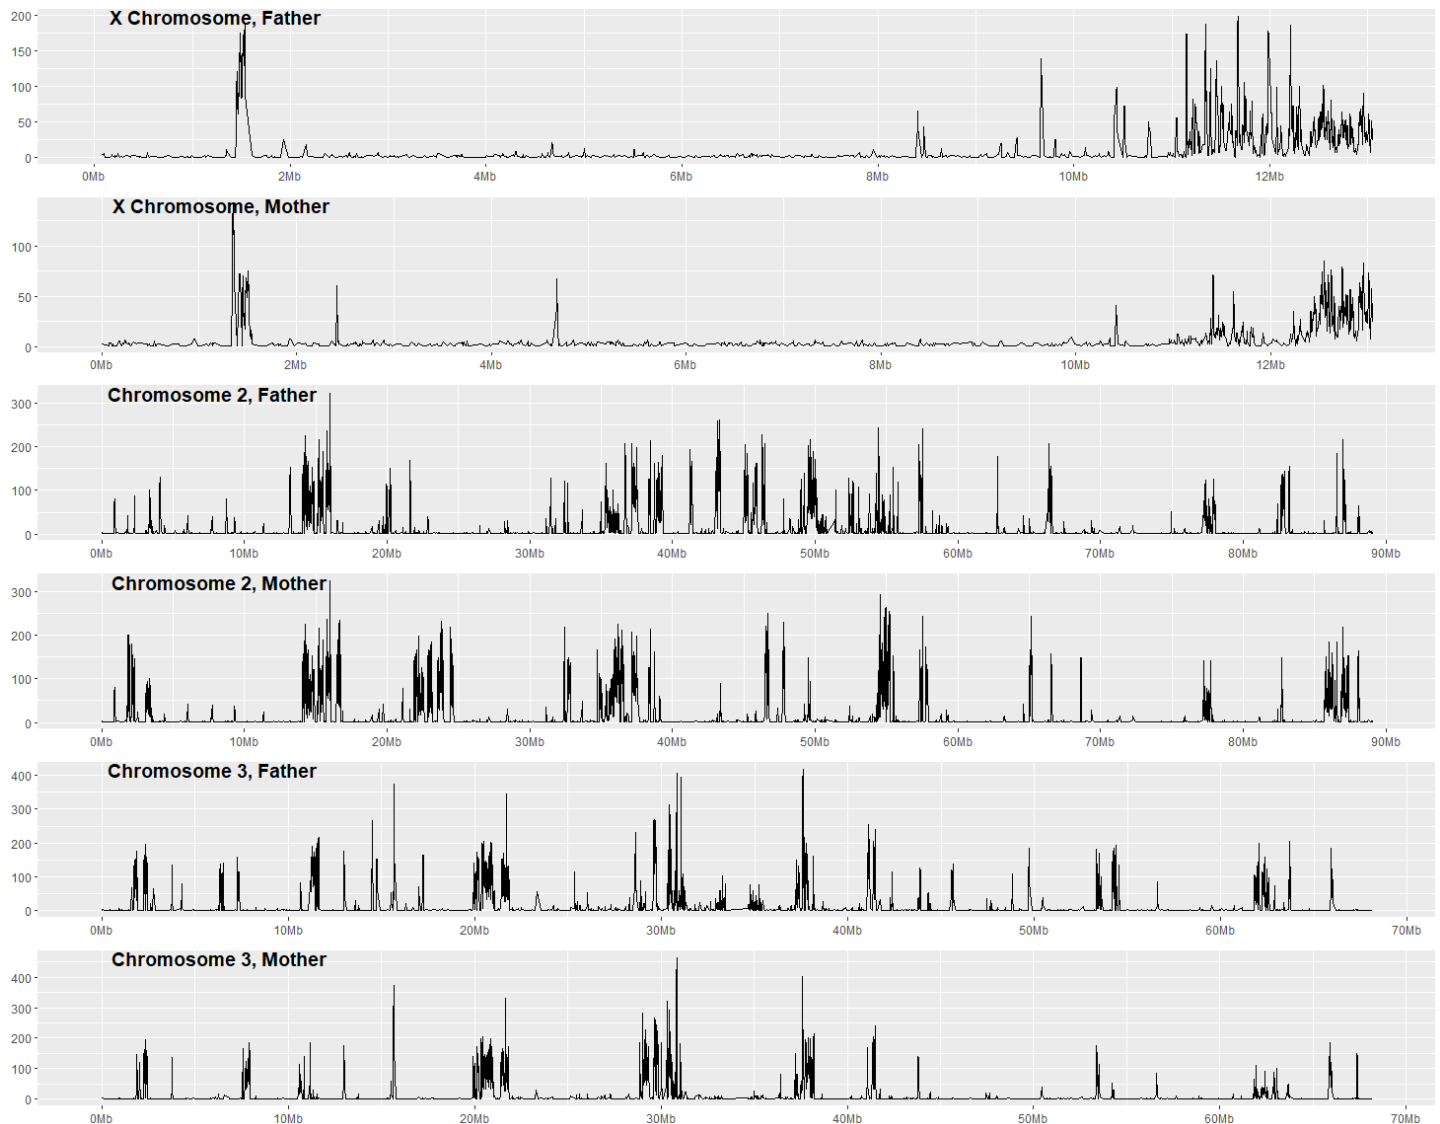 X Chromosome, Father
200
150
100
50
0
0Mb 2Mb 4Mb 6Mb 8Mb 10Mb 12Mb
X Chromosome, Mother
100
50
0
0Mb 2Mb 4Mb 6Mb 8Mb 10Mb 12Mb
Chromosome 2, Father
300
200
100
0
0Mb 10Mb 20Mb 30Mb 40Mb 50Mb 60Mb 70Mb 80Mb 90Mb
Chromosome 2, Mother
300
200
100
0
0Mb 10Mb 20Mb 30Mb 40Mb 50Mb 60Mb 70Mb 80Mb 90Mb
Chromosome 3, Father
400
300
200
100
0
0Mb 10Mb 20Mb 30Mb 40Mb 50Mb 60Mb 70Mb
Chromosome 3, Mother
400
300
200
100
0
0Mb 10Mb 20Mb 30Mb 40Mb 50Mb 60Mb 70Mb